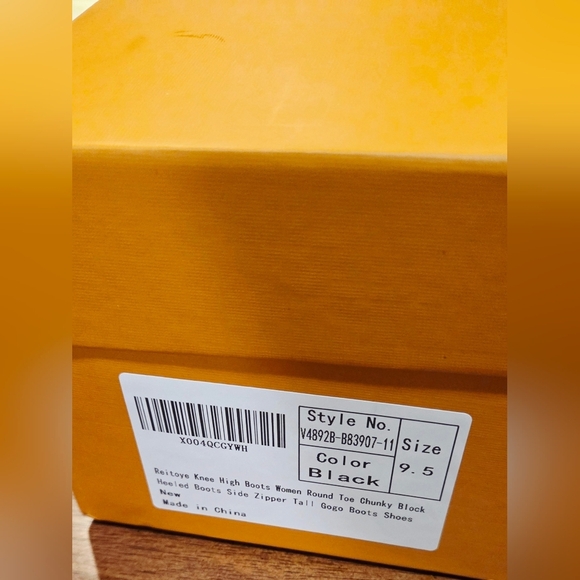 X004QCGYWH
Style No.
V4892B-B83907-11
Color
Black
Size
9.5
Reitoye Knee High Boots Women Round Toe Chunky Block
Heeled Boots Side Zipper Tall Gogo Boots Shoes
New
Made in China